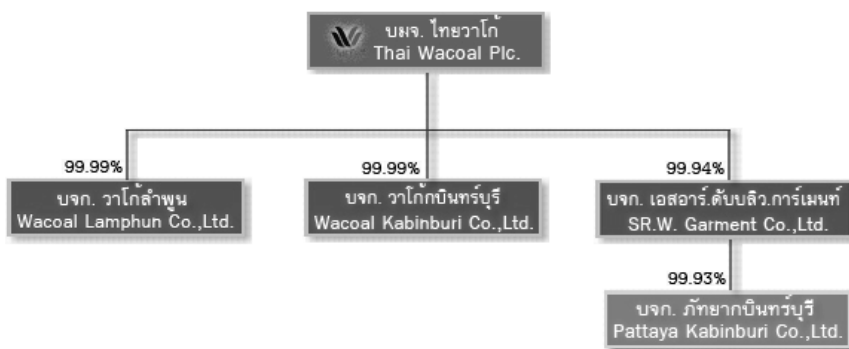 บมจ. ไทยวาโก้
Thai Wacoal Plc.
99.99%
99.99%
99.94%
บจก. วาโก้ลำพูน
Wacoal Lamphun Co.,Ltd.
บจก. วาโก้กบินทร์บุรี
Wacoal Kabinburi Co.,Ltd.
บจก. เอสอาร์.ดับบลิว.การ์เมนท์
SR.W. Garment Co.,Ltd.
99.93%
บจก. ภัทยากบินทร์บุรี
Pattaya Kabinburi Co.,Ltd.